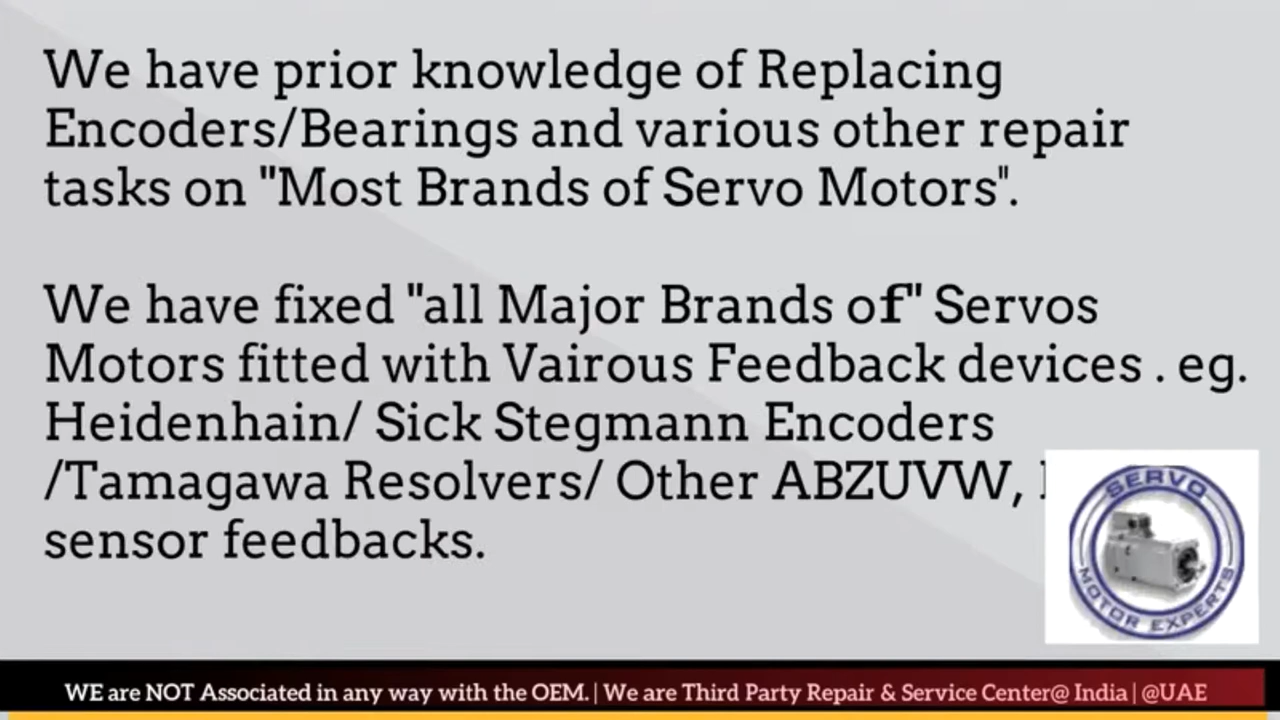 We have prior knowledge of Replacing
Encoders/Bearings and various other repair
tasks on "Most Brands of Servo Motors".
We have fixed "all Major Brands of" Servos
Motors fitted with Vairous Feedback devices . eg.
Heidenhain/ Sick Stegmann Encoders
/Tamagawa Resolvers/ Other ABZUVW,
sensor feedbacks.
SERVO
MOTOR EXPERTS
WE are NOT Associated in any way with the OEM. | We are Third Party Repair & Service Center@ India | @UAE